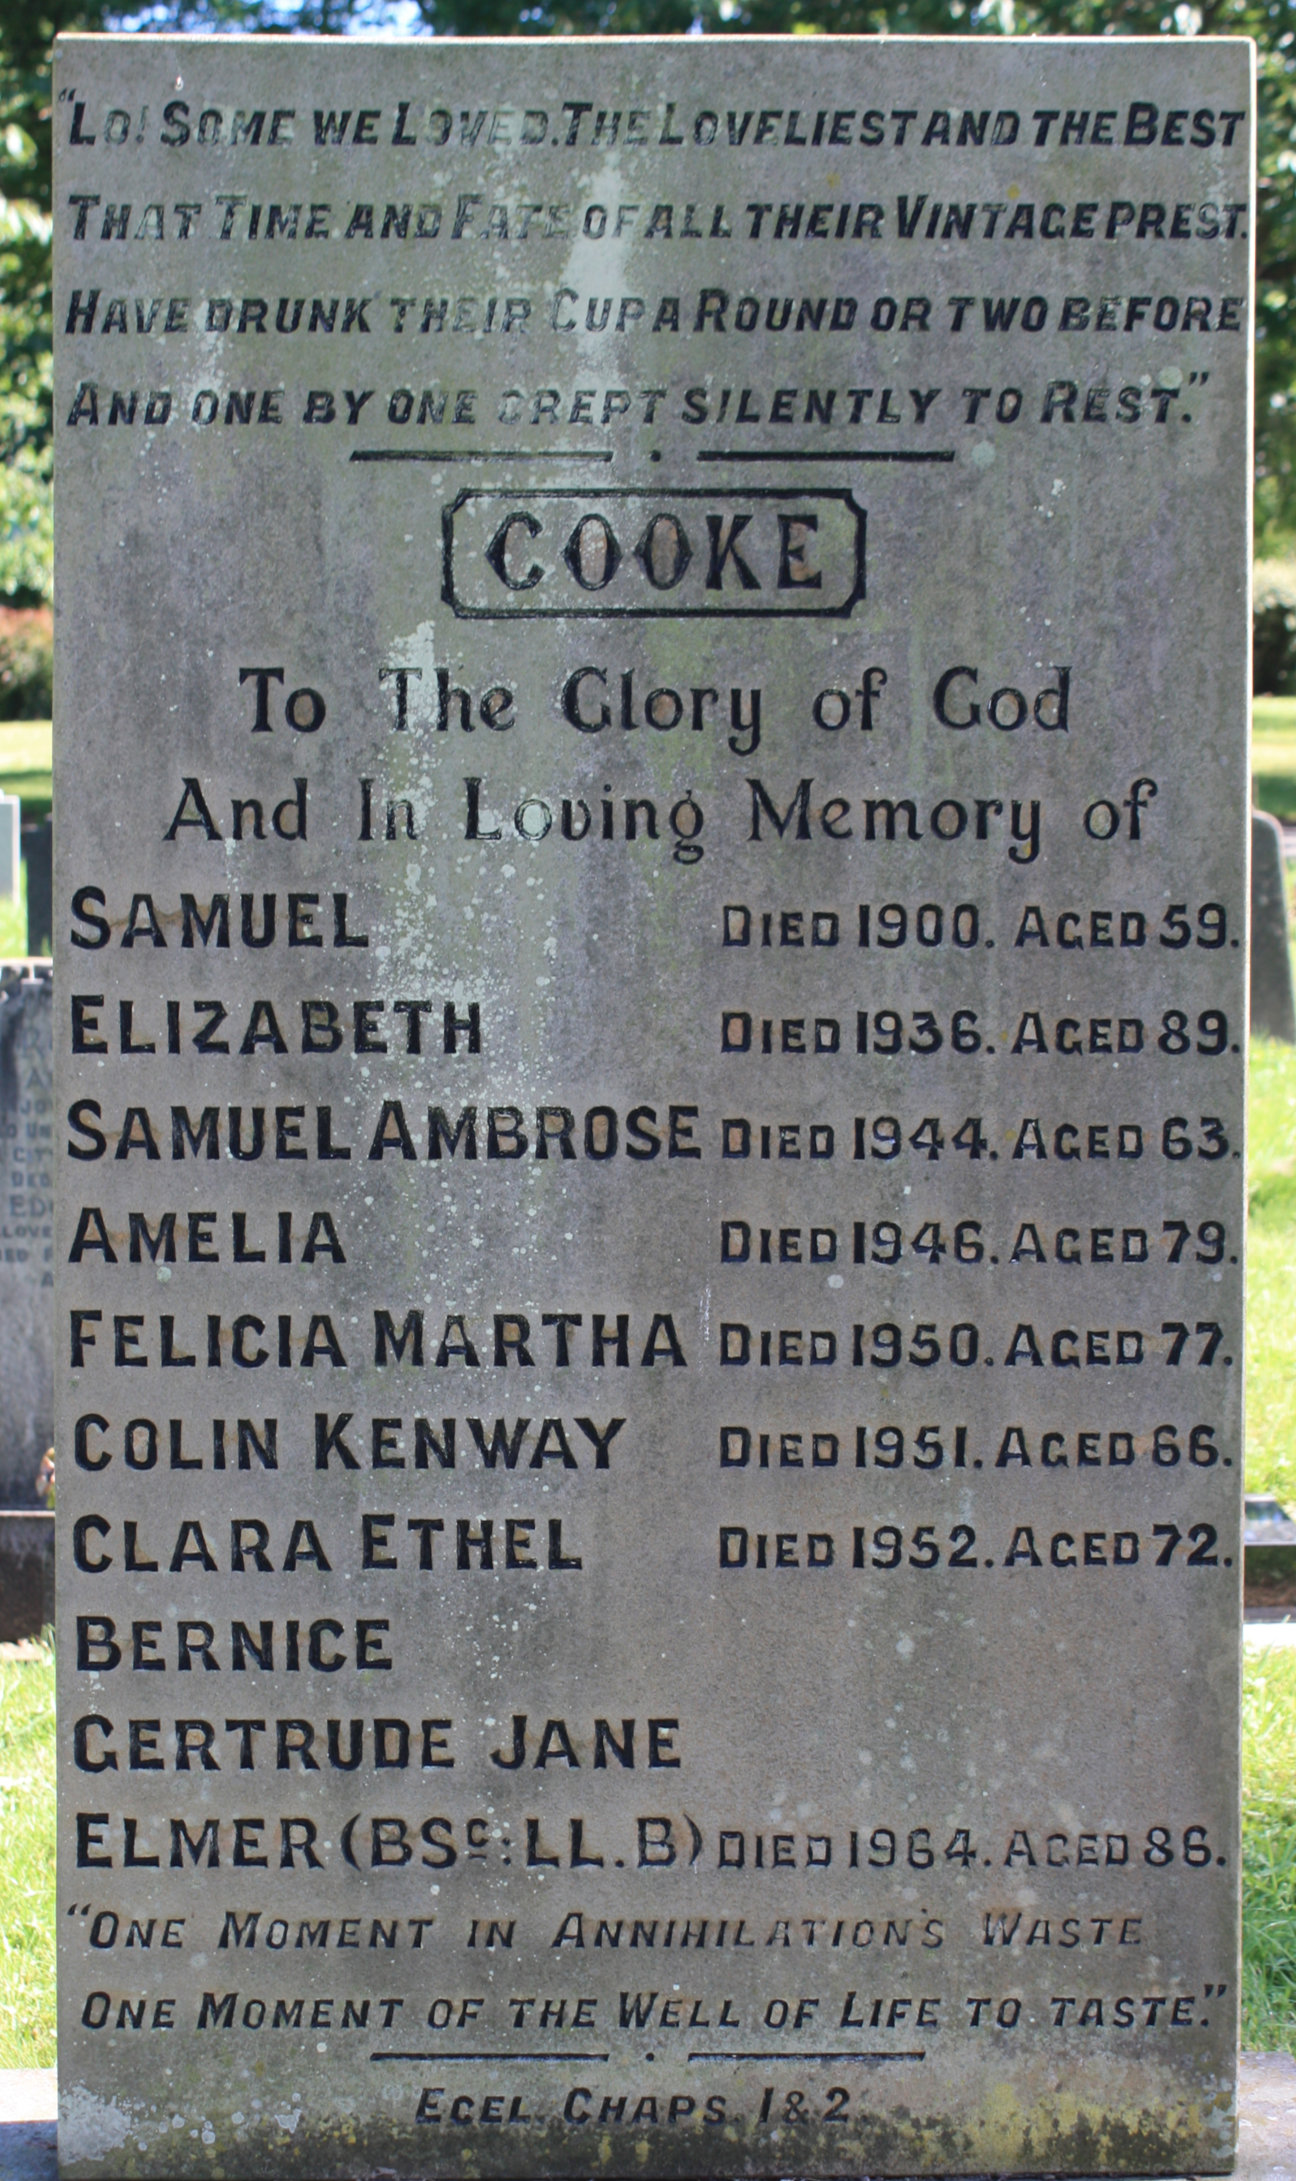 “LO! SOME WE LOVED. THE LOVELIEST AND THE BEST
THAT TIME AND FATE OF ALL THEIR VINTAGE PREST.
HAVE DRUNK THEIR CUP A ROUND OR TWO BEFORE
AND ONE BY ONE CREPT SILENTLY TO REST.”
COOKE
To The Glory of God
And In Loving Memory of
SAMUEL DIED 1900. AGED 59.
ELIZABETH DIED 1936. AGED 89.
SAMUEL AMBROSE DIED 1944. AGED 63.
AMELIA DIED 1946. AGED 79.
FELICIA MARTHA DIED 1950. AGED 77.
COLIN KENWAY DIED 1951. AGED 66.
CLARA ETHEL DIED 1952. AGED 72.
BERNICE
GERTRUDE JANE
ELMER (BSc: LL.B) DIED 1964. AGED 86.
“ONE MOMENT IN ANNIHILATION'S WASTE
ONE MOMENT OF THE WELL OF LIFE TO TASTE.”
ECEL. CHAPS. 1 & 2.